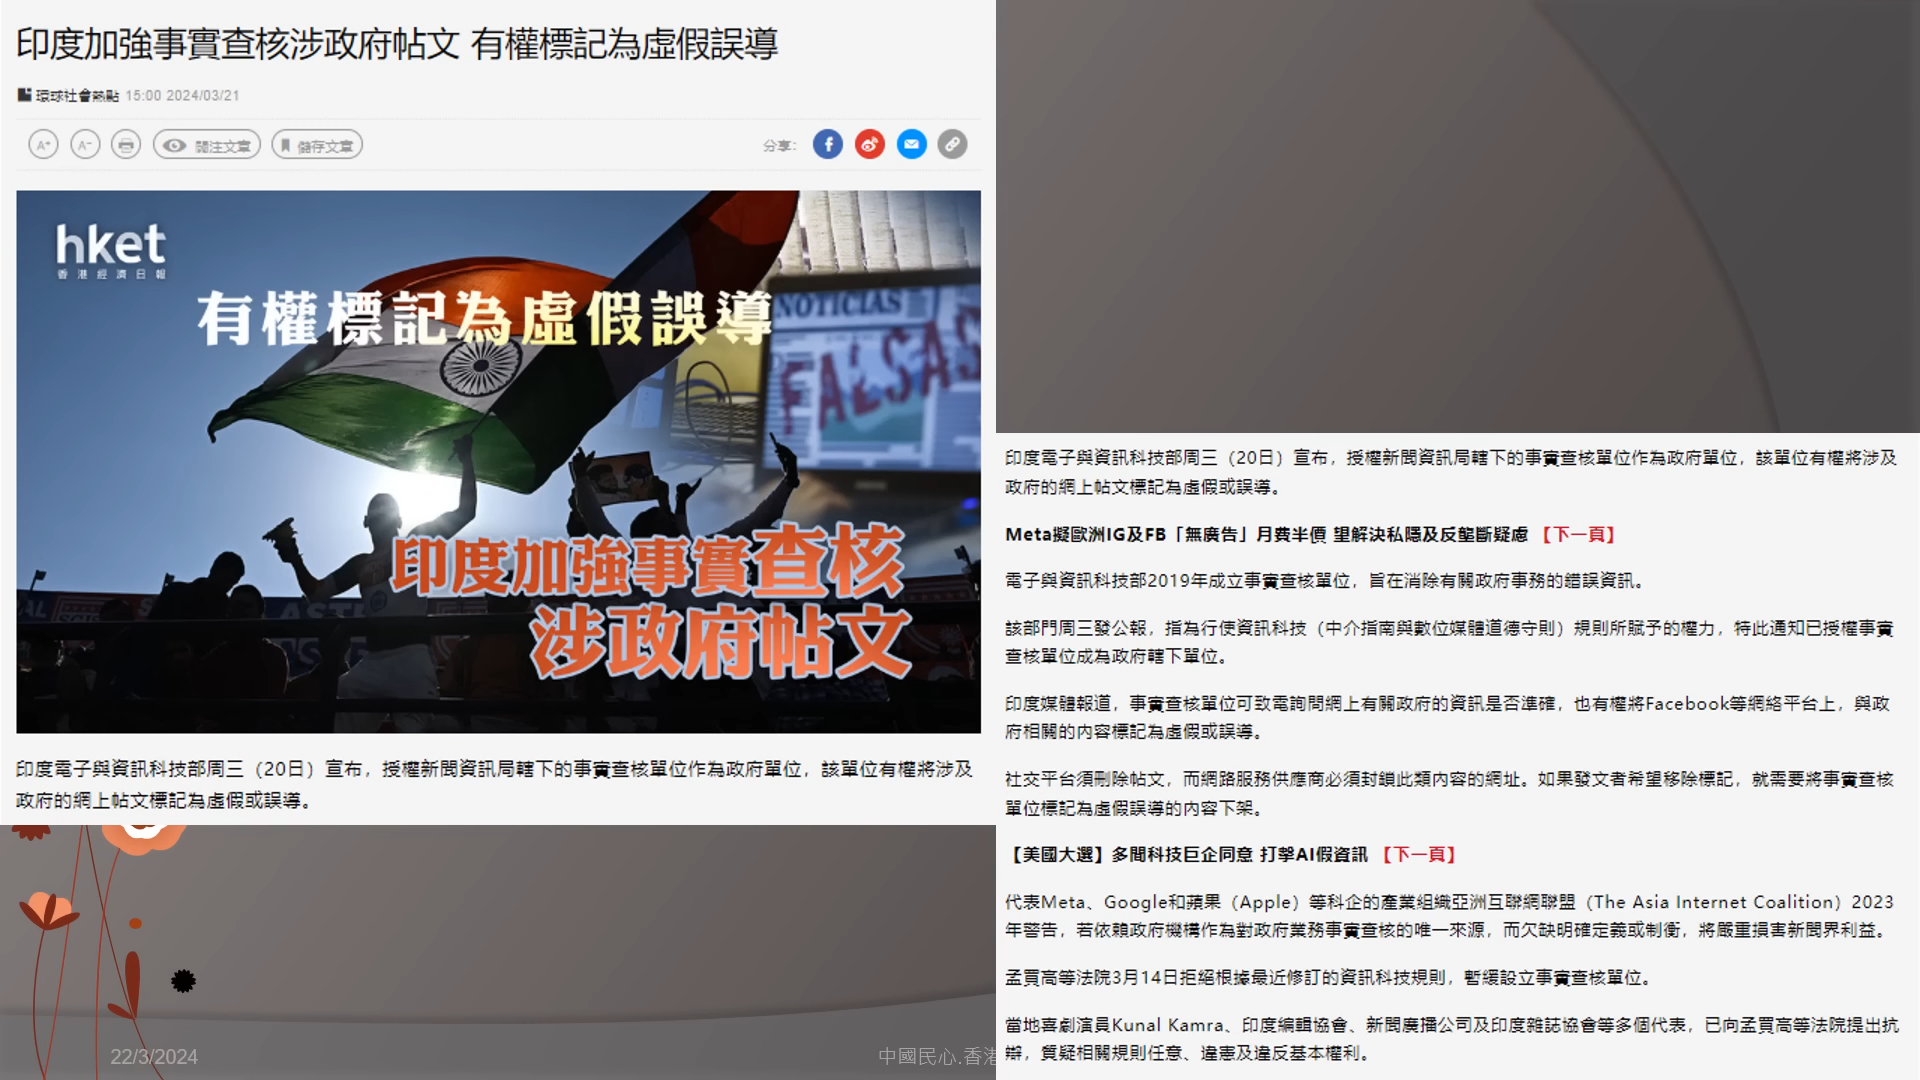 印度加強事實查核涉政府帖文 有權標記為虛假誤導
環球社會熱點 15:00 2024/03/21
A+ A- 關注文章 儲存文章 分享：
hket
香港經濟日報
有權標記為虛假誤導
NOTICIAS
FALSAS
印度加強事實查核
涉政府帖文
印度電子與資訊科技部周三（20日）宣布，授權新聞資訊局轄下的事實查核單位作為政府單位，該單位有權將涉及
政府的網上帖文標記為虛假或誤導。
22/3/2024
中國民心.香港
印度電子與資訊科技部周三（20日）宣布，授權新聞資訊局轄下的事實查核單位作為政府單位，該單位有權將涉及
政府的網上帖文標記為虛假或誤導。
Meta擬歐洲IG及FB「無廣告」月費半價 望解決私隱及反壟斷疑慮 【下一頁】
電子與資訊科技部2019年成立事實查核單位，旨在消除有關政府事務的錯誤資訊。
該部門周三發公報，指為行使資訊科技（中介指南與數位媒體道德守則）規則所賦予的權力，特此通知已授權事實
查核單位成為政府轄下單位。
印度媒體報道，事實查核單位可致電詢問網上有關政府的資訊是否準確，也有權將Facebook等網絡平台上，與政
府相關的內容標記為虛假或誤導。
社交平台須刪除帖文，而網路服務供應商必須封鎖此類內容的網址。如果發文者希望移除標記，就需要將事實查核
單位標記為虛假誤導的內容下架。
【美國大選】多間科技巨企同意 打擊AI假資訊 【下一頁】
代表Meta、Google和蘋果（Apple）等科企的產業組織亞洲互聯網聯盟（The Asia Internet Coalition）2023
年警告，若依賴政府機構作為對政府業務事實查核的唯一來源，而欠缺明確定義或制衡，將嚴重損害新聞界利益。
孟買高等法院3月14日拒絕根據最近修訂的資訊科技規則，暫緩設立事實查核單位。
當地喜劇演員Kunal Kamra、印度編輯協會、新聞廣播公司及印度雜誌協會等多個代表，已向孟買高等法院提出抗
辯，質疑相關規則任意、違憲及違反基本權利。